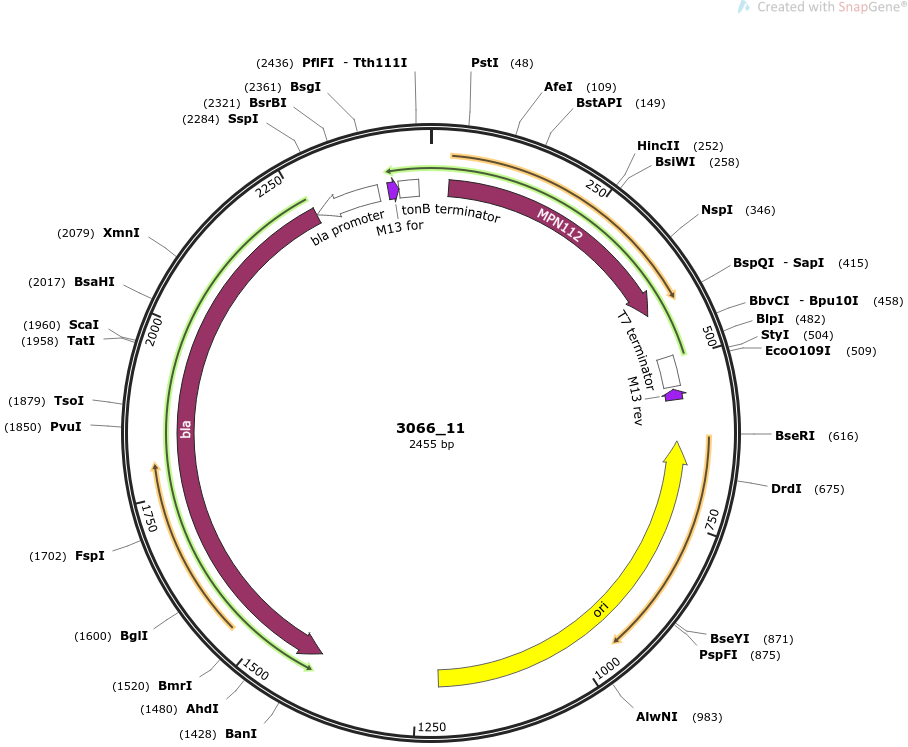 Created with SnapGene®
(2436) PflFI - Tth111I
PstI (48)
(2361) BsgI
AfeI (109)
(2321) BsrBI
BstAPI (149)
(2284) SspI
HincII (252)
BsiWI (258)
2250
250
NspI (346)
bla promoter
M13 for
tonB terminator
MPN112
(2079) XmnI
BspQI - SapI (415)
(2017) BsaHI
BbvCI - Bpu10I (458)
BlpI (482)
(1960) ScaI
StyI (504)
(1958) TatI
EcoO109I (509)
2000
500
T7 terminator
M13 rev
(1879) TsoI
(1850) PvuI
bla
3066_11
2455 bp
BseRI (616)
DrdI (675)
1750
750
(1702) FspI
ori
(1600) BglI
BseYI (871)
PspFI (875)
1500
1000
(1520) BmrI
(1480) AhdI
AlwNI (983)
(1428) BanI
1250